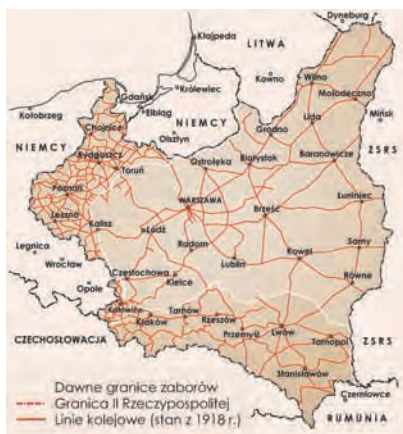 Dyneburg
Kłajpeda
LITWA
Kowno
Wilno
Gdańsk
Królewiec
Mołodeczno
Kołobrzeg
Elbląg
NIEMCY
Lida
Mińsk
Chojnice
Olsztyn
Grodno
NIEMCY
Bydgoszcz
ZSRS
Toruń
Ostrołęka
Białystok
Baranowicze
Poznań
WARSZAWA
Leszno
Kalisz
Brześć
Łuniniec
Łódź
Legnica
Radom
Wrocław
Lublin
Kowel
Sarny
Opole
Częstochowa
Kielce
Równe
Katowice
Tarnów
Rzeszów
Kraków
Przemyśl
Lwów
CZECHOSŁOWACJA
Tarnopol
ZSRS
Stanisławów
Dawne granice zaborów
Czerniowce
Granica II Rzeczypospolitej
Linie kolejowe (stan z 1918 r.)
RUMUNIA